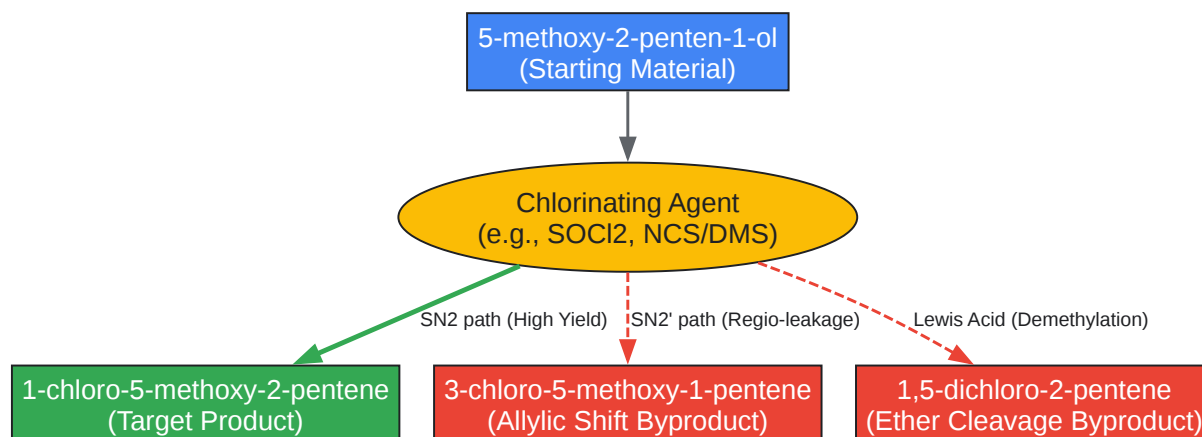 5-methoxy-2-penten-1-ol
(Starting Material)
Chlorinating Agent
(e.g., SOCl2, NCS/DMS)
SN2 path (High Yield)
SN2' path (Regio-leakage)
Lewis Acid (Demethylation)
1-chloro-5-methoxy-2-pentene
(Target Product)
3-chloro-5-methoxy-1-pentene
(Allylic Shift Byproduct)
1,5-dichloro-2-pentene
(Ether Cleavage Byproduct)